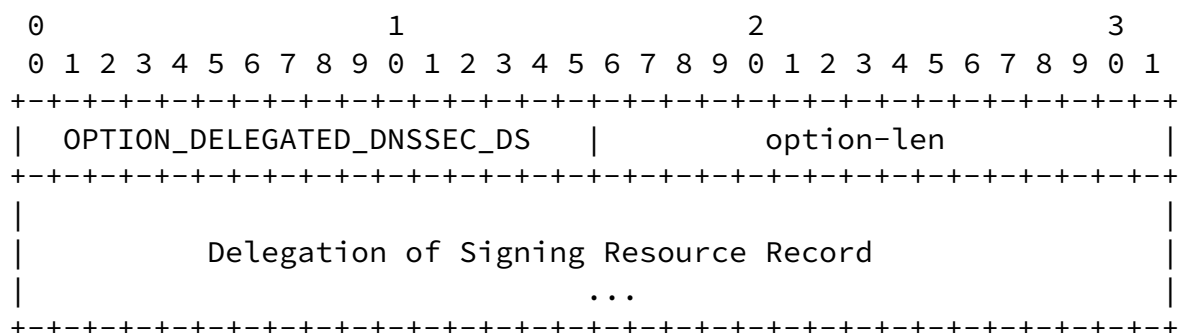 0                   1                   2                   3
 0 1 2 3 4 5 6 7 8 9 0 1 2 3 4 5 6 7 8 9 0 1 2 3 4 5 6 7 8 9 0 1
+-+-+-+-+-+-+-+-+-+-+-+-+-+-+-+-+-+-+-+-+-+-+-+-+-+-+-+-+-+-+-+-+
|  OPTION_DELEGATED_DNSSEC_DS   |         option-len            |
+-+-+-+-+-+-+-+-+-+-+-+-+-+-+-+-+-+-+-+-+-+-+-+-+-+-+-+-+-+-+-+-+
|                                                               |
|          Delegation of Signing Resource Record                |
|                              ...                              |
+-+-+-+-+-+-+-+-+-+-+-+-+-+-+-+-+-+-+-+-+-+-+-+-+-+-+-+-+-+-+-+-+